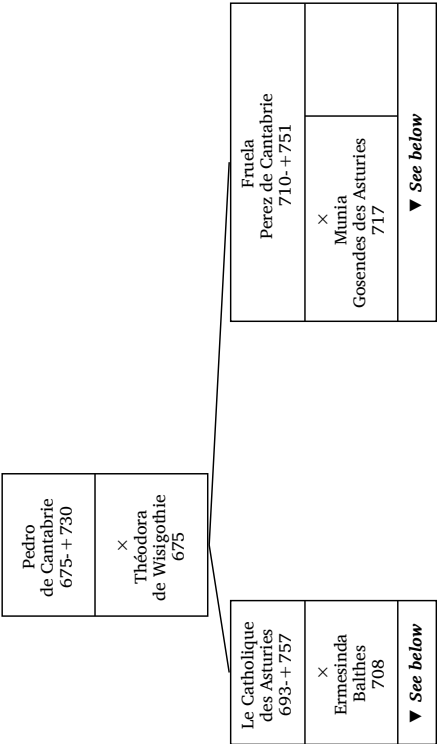 Pedro
de Cantabrie
675-+730
×
Théodora
de Wisigothie
675
Le Catholique
des Asturies
693-+757
×
Ermesinda
Balthes
708
▼ See below
Fruela
Perez de Cantabrie
710-+751
×
Munia
Gosendes des Asturies
717
▼ See below